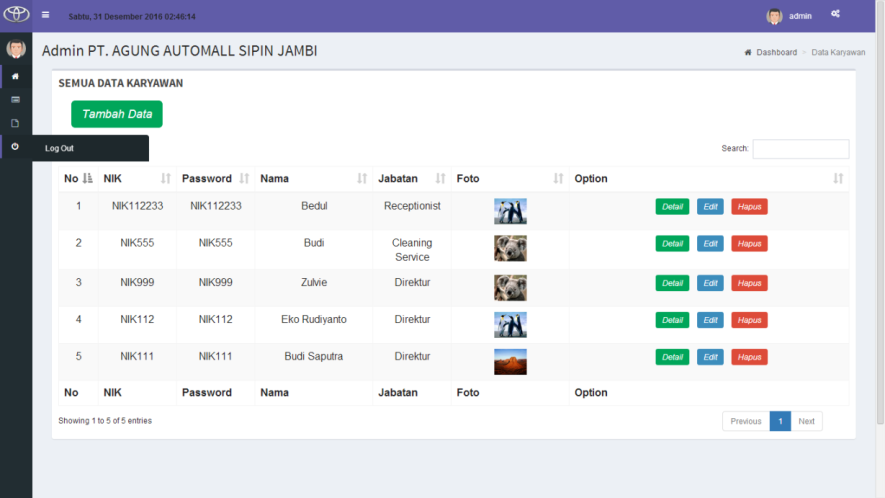 Sabtu, 31 Desember 2016 02:46:14
admin
Admin PT. AGUNG AUTOMALL SIPIN JAMBI
Dashboard > Data Karyawan
SEMUA DATA KARYAWAN
Tambah Data
Log Out
Search:
No NIK Password Nama Jabatan Foto Option
1 NIK112233 NIK112233 Bedul Receptionist Detail Edit Hapus
2 NIK555 NIK555 Budi Cleaning Detail Edit Hapus
Service
3 NIK999 NIK999 Zulvie Direktur Detail Edit Hapus
4 NIK112 NIK112 Eko Rudiyanto Direktur Detail Edit Hapus
5 NIK111 NIK111 Budi Saputra Direktur Detail Edit Hapus
No NIK Password Nama Jabatan Foto Option
Showing 1 to 5 of 5 entries
Previous 1 Next